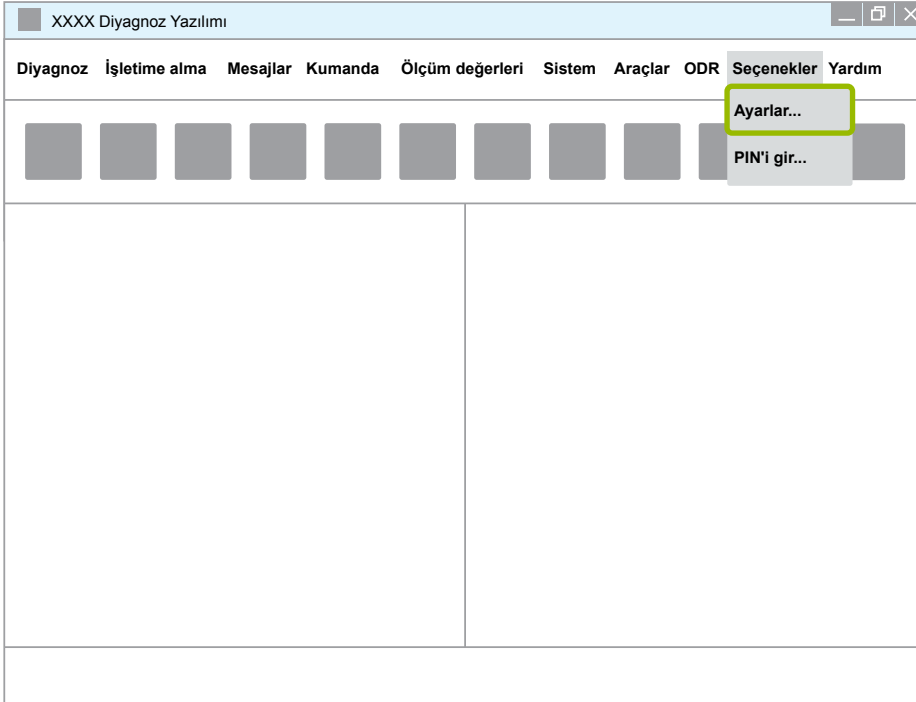 XXXX Diyagnoz Yazılımı
Diyagnoz İşletime alma Mesajlar Kumanda Ölçüm değerleri Sistem Araçlar ODR Seçenekler Yardım
Ayarlar...
PIN'i gir...